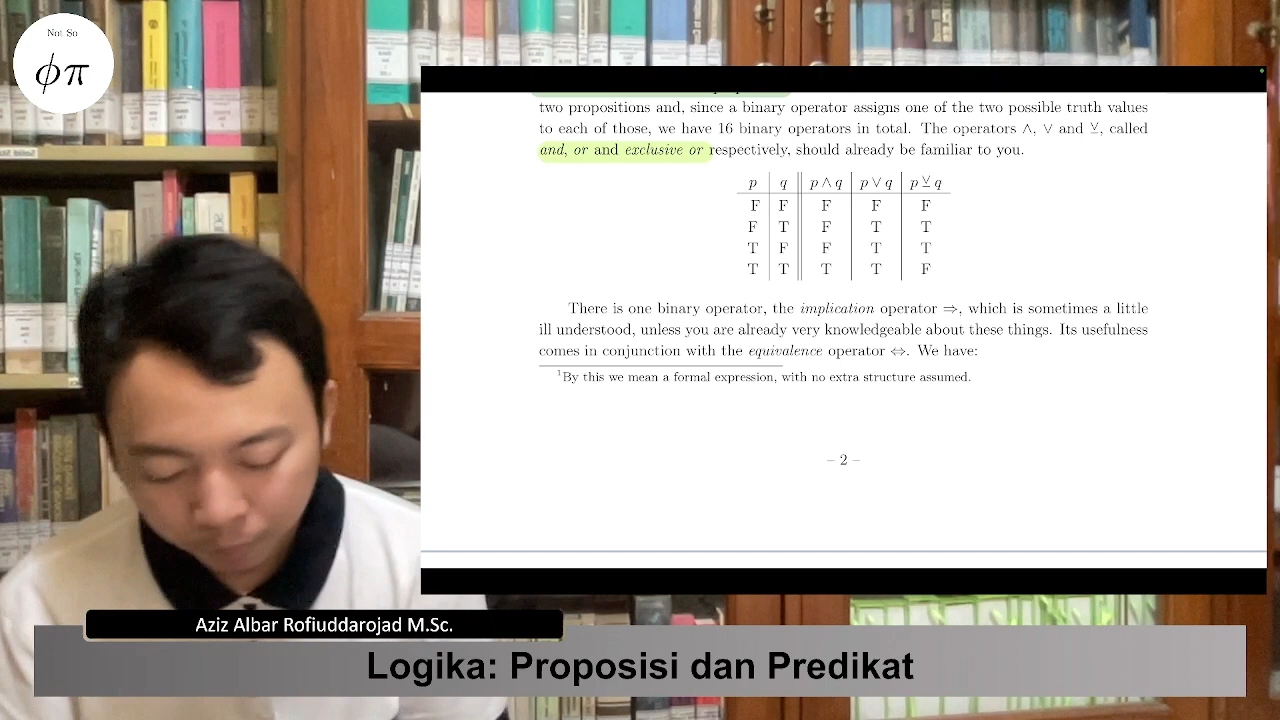 Not So
ϕπ
two propositions and, since a binary operator assigns one of the two possible truth values
to each of those, we have 16 binary operators in total. The operators ∧, ∨ and ⊻, called
and, or and exclusive or respectively, should already be familiar to you.
p q p ∧ q p ∨ q p ⊻ q
F F F F F
F T F T T
T F F T T
T T T T F
There is one binary operator, the implication operator ⇒, which is sometimes a little
ill understood, unless you are already very knowledgeable about these things. Its usefulness
comes in conjunction with the equivalence operator ⇔. We have:
¹By this we mean a formal expression, with no extra structure assumed.
– 2 –
Aziz Albar Rofiuddarojad M.Sc.
Logika: Proposisi dan Predikat